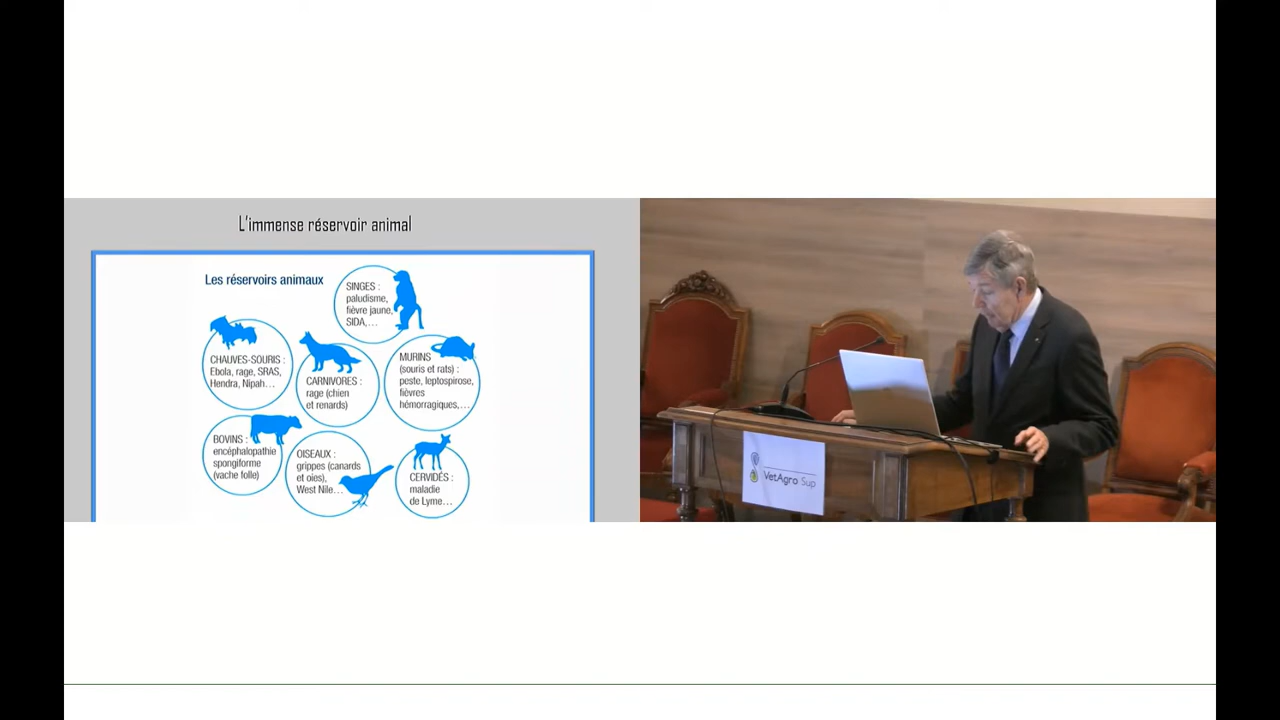 L'immense réservoir animal
Les réservoirs animaux
SINGES :
paludisme,
fièvre jaune,
SIDA,...
CHAUVES-SOURIS :
Ebola, rage, SRAS,
Hendra, Nipah...
CARNIVORES :
rage (chien
et renards)
MURINS
(souris et rats) :
peste, leptospirose,
fièvres
hémorragiques,...
BOVINS :
encéphalopathie
spongiforme
(vache folle)
OISEAUX :
grippes (canards
et oies),
West Nile...
CERVIDÉS :
maladie
de Lyme...
VetAgro Sup